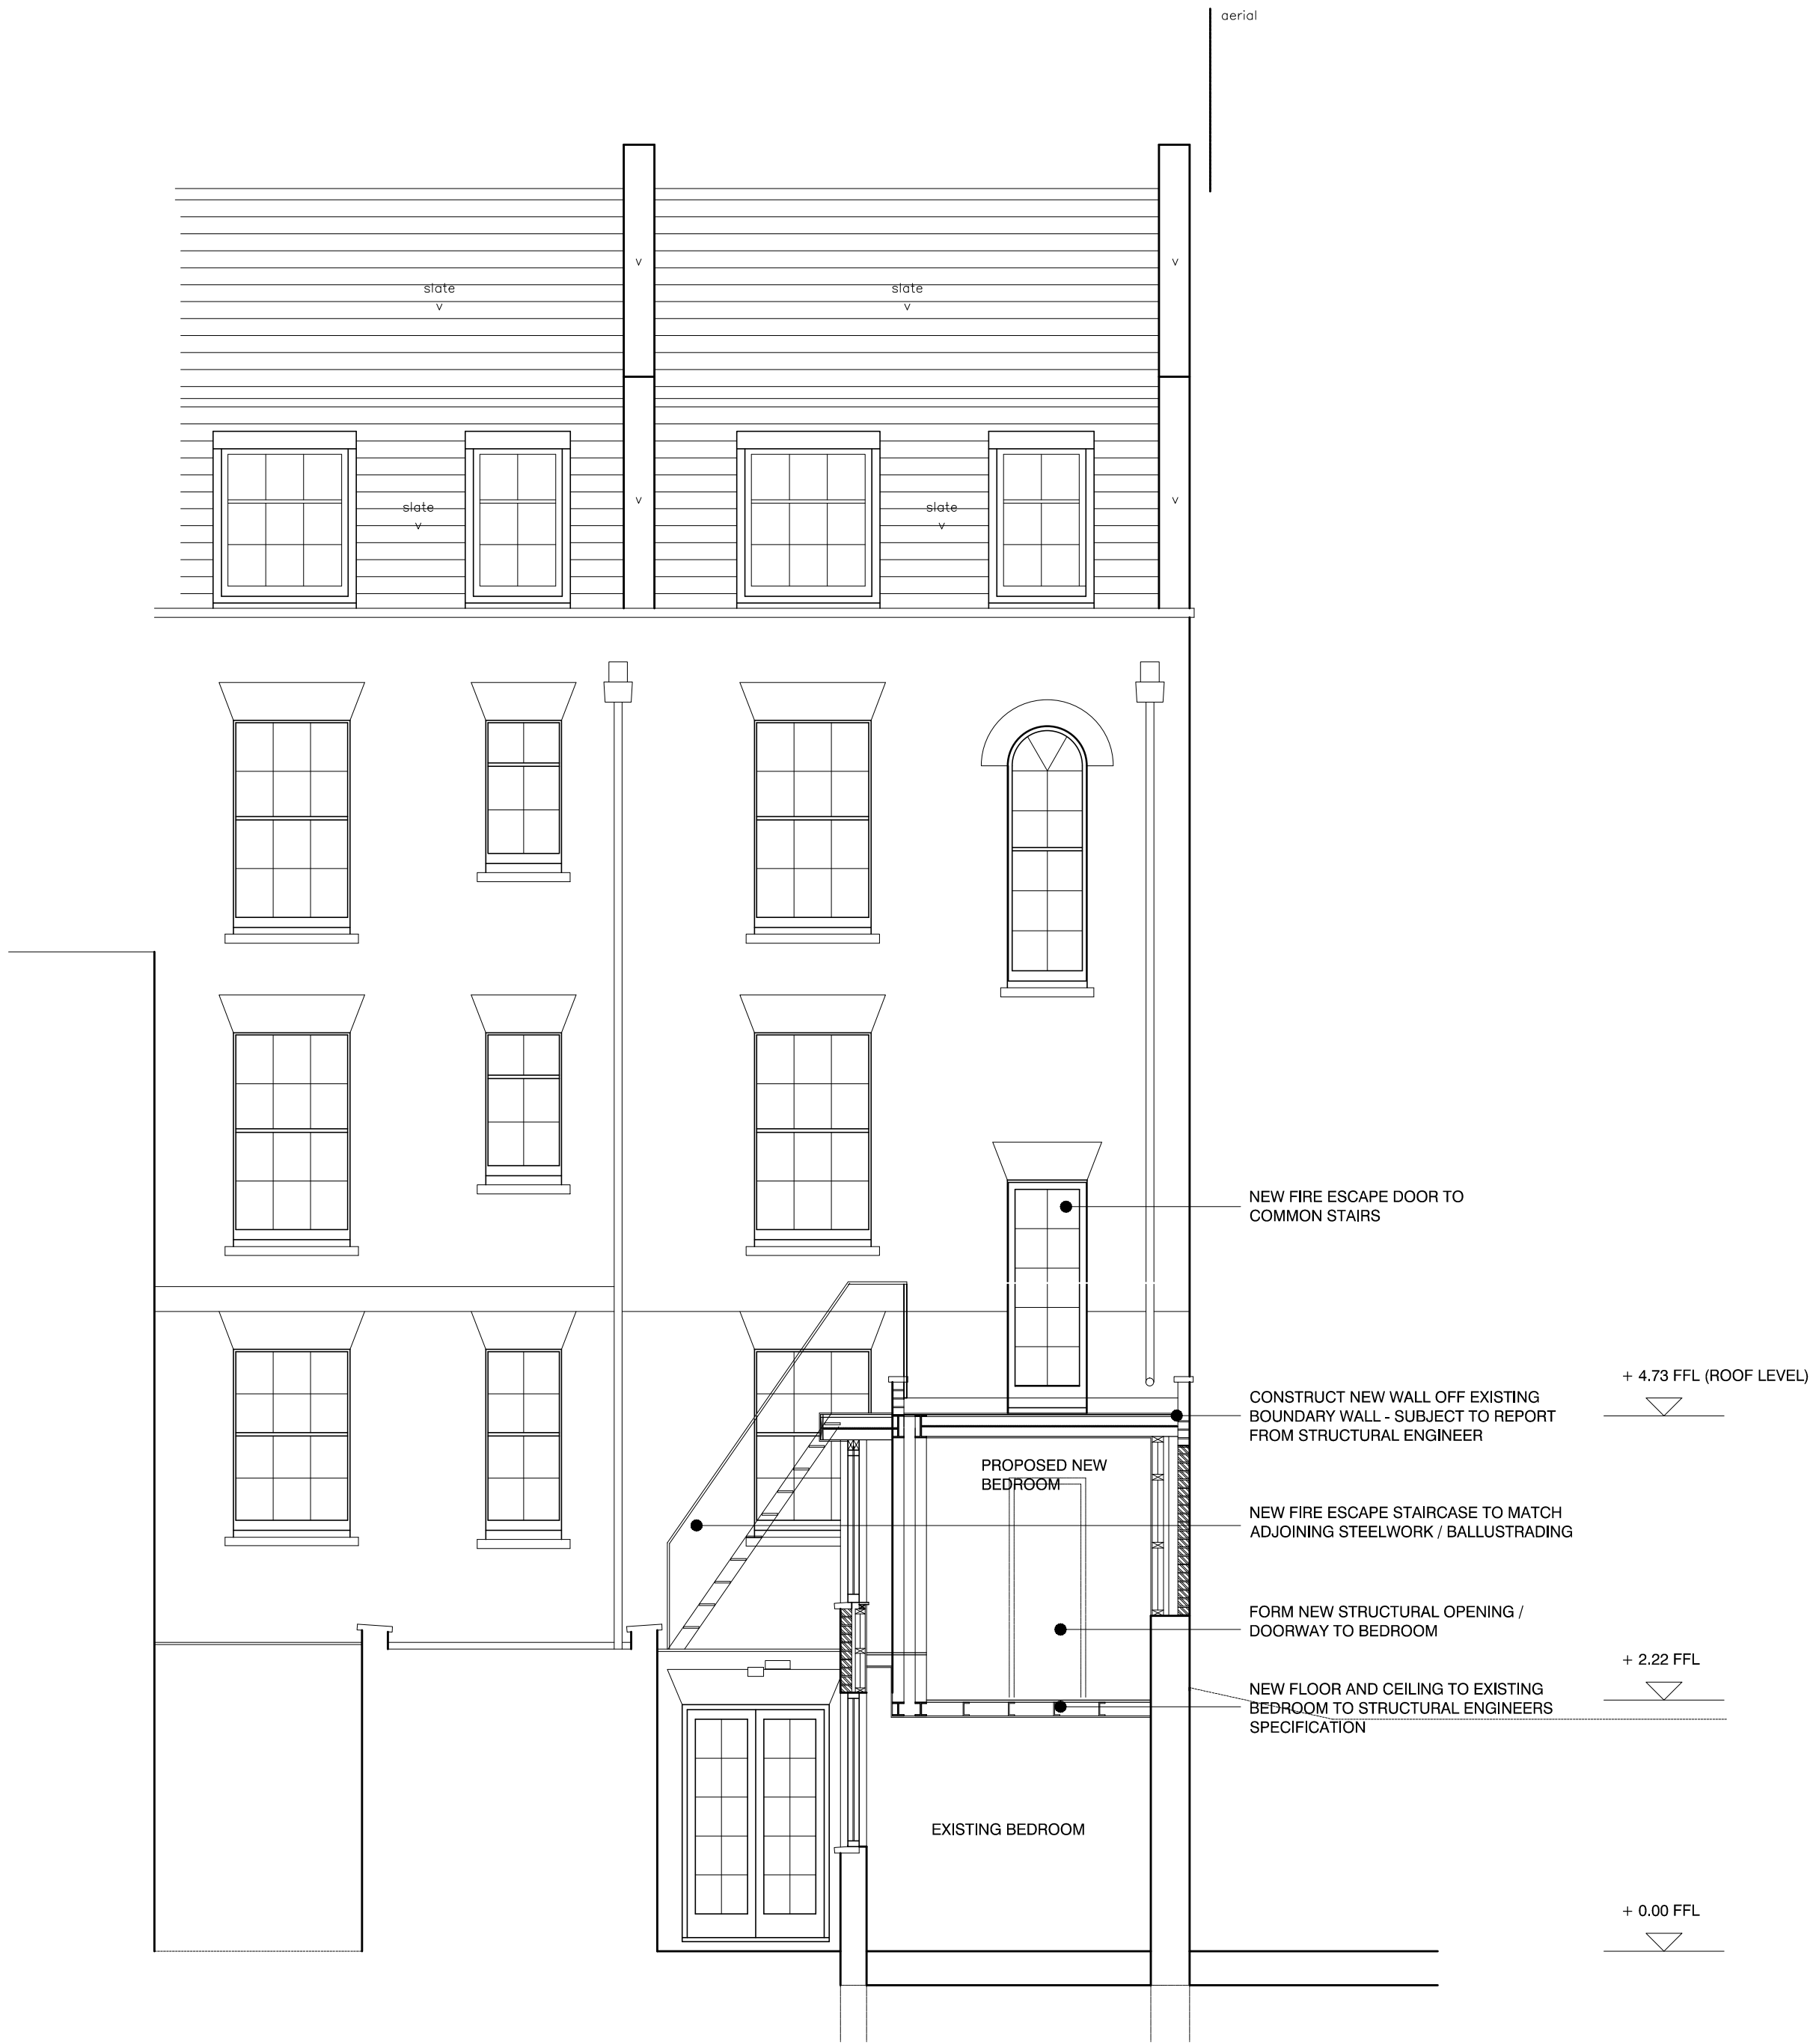 aerial
slate
slate
slate
slate
NEW FIRE ESCAPE DOOR TO
COMMON STAIRS
+ 4.73 FFL (ROOF LEVEL)
CONSTRUCT NEW WALL OFF EXISTING
BOUNDARY WALL - SUBJECT TO REPORT
FROM STRUCTURAL ENGINEER
PROPOSED NEW
BEDROOM
NEW FIRE ESCAPE STAIRCASE TO MATCH
ADJOINING STEELWORK / BALLUSTRADING
FORM NEW STRUCTURAL OPENING /
DOORWAY TO BEDROOM
+ 2.22 FFL
NEW FLOOR AND CEILING TO EXISTING
BEDROOM TO STRUCTURAL ENGINEERS
SPECIFICATION
EXISTING BEDROOM
+ 0.00 FFL